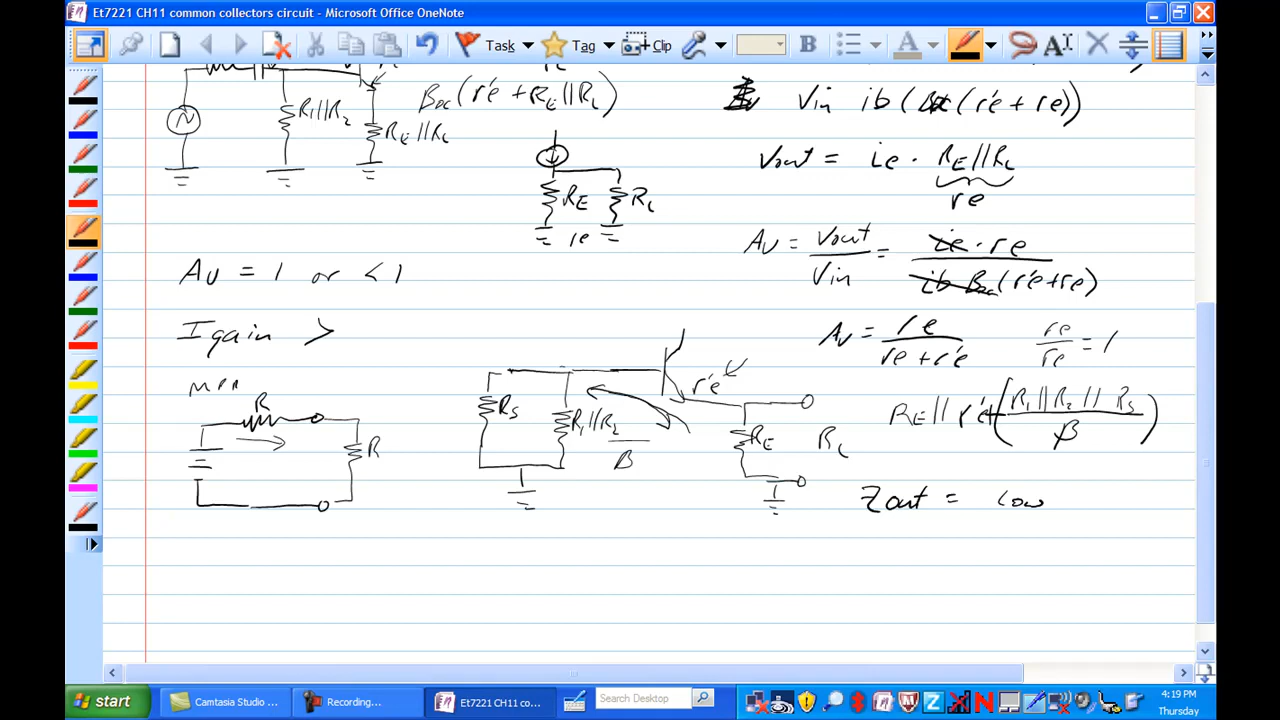 Et7221 CH11 common collectors circuit - Microsoft Office OneNote
Task Tag Clip B A A
R1||R2
RE||RL
βac(r'e + RE||RL)
Vin ib (βac(r'e + re))
RE RL
ie
Vout = ie · RE||RL
re
Av = Vout / Vin = ie · re / ib βac(r'e+re)
Av = 1 or < 1
Igain >
Av = re / re + r'e
re / re = 1
R
R
RS
R1||R2
β
r'e
RE RL
RE || r'e + (R1 || R2 || RS / β)
Zout = Low
start
Camtasia Studio ...
Recording...
Et7221 CH11 co...
Search Desktop
4:19 PM
Thursday